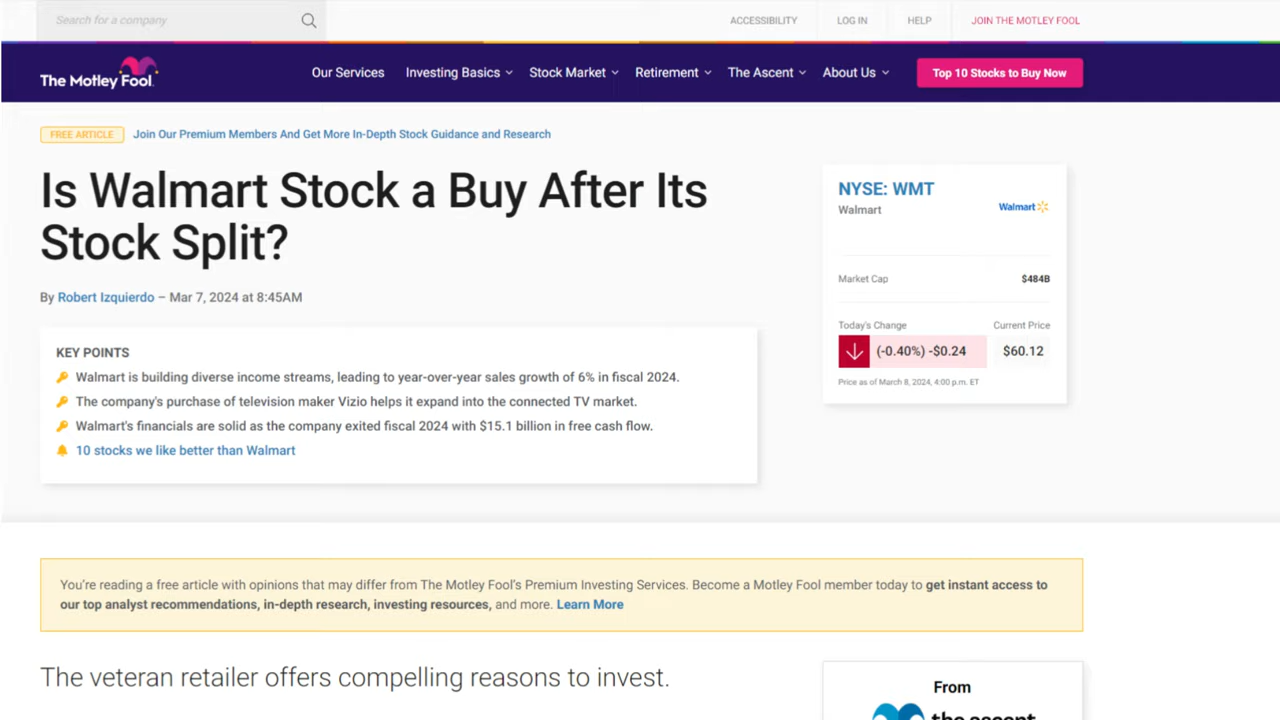 Search for a company
ACCESSIBILITY LOG IN HELP JOIN THE MOTLEY FOOL
The Motley Fool.
Our Services Investing Basics Stock Market Retirement The Ascent About Us Top 10 Stocks to Buy Now
FREE ARTICLE Join Our Premium Members And Get More In-Depth Stock Guidance and Research
Is Walmart Stock a Buy After Its
Stock Split?
By Robert Izquierdo – Mar 7, 2024 at 8:45AM
KEY POINTS
Walmart is building diverse income streams, leading to year-over-year sales growth of 6% in fiscal 2024.
The company's purchase of television maker Vizio helps it expand into the connected TV market.
Walmart's financials are solid as the company exited fiscal 2024 with $15.1 billion in free cash flow.
10 stocks we like better than Walmart
NYSE: WMT
Walmart
Walmart
Market Cap $484B
Today's Change Current Price
(-0.40%) -$0.24 $60.12
Price as of March 8, 2024, 4:00 p.m. ET
You're reading a free article with opinions that may differ from The Motley Fool's Premium Investing Services. Become a Motley Fool member today to get instant access to
our top analyst recommendations, in-depth research, investing resources, and more. Learn More
The veteran retailer offers compelling reasons to invest.
From
the ascent